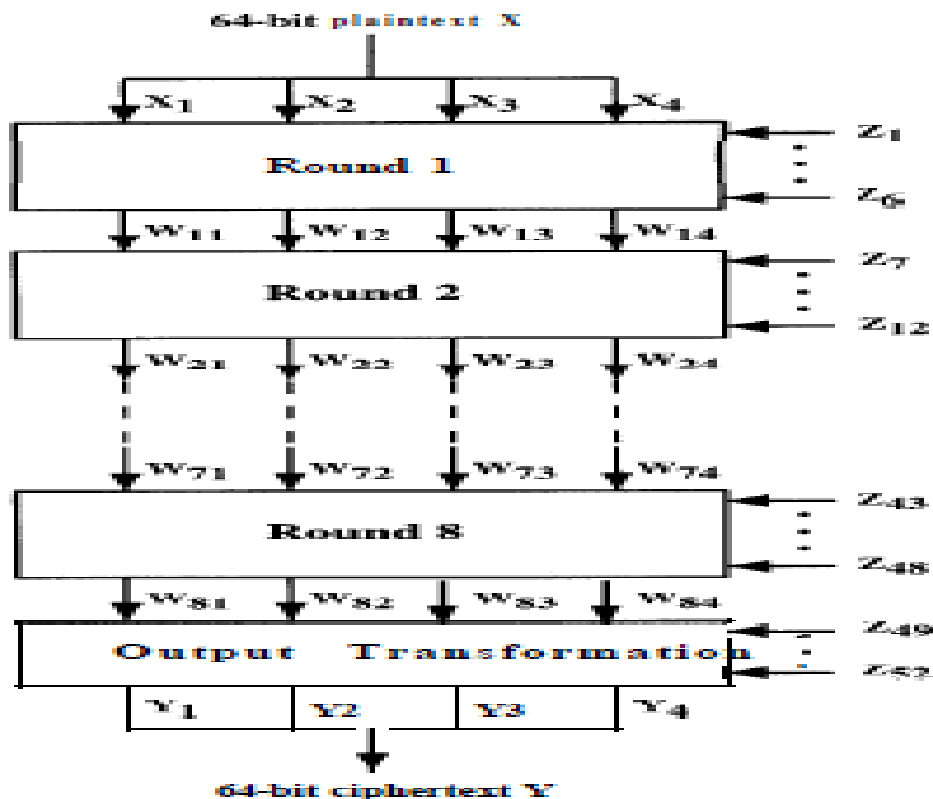 64-bit plaintext X
X1 X2 X3 X4
Z1
Round 1
Z6
W11 W12 W13 W14
Z7
Round 2
Z12
W21 W22 W23 W24
W71 W72 W73 W74
Z43
Round 8
Z48
W81 W82 W83 W84
Z49
Output Transformation
Z52
Y1 Y2 Y3 Y4
64-bit ciphertext Y